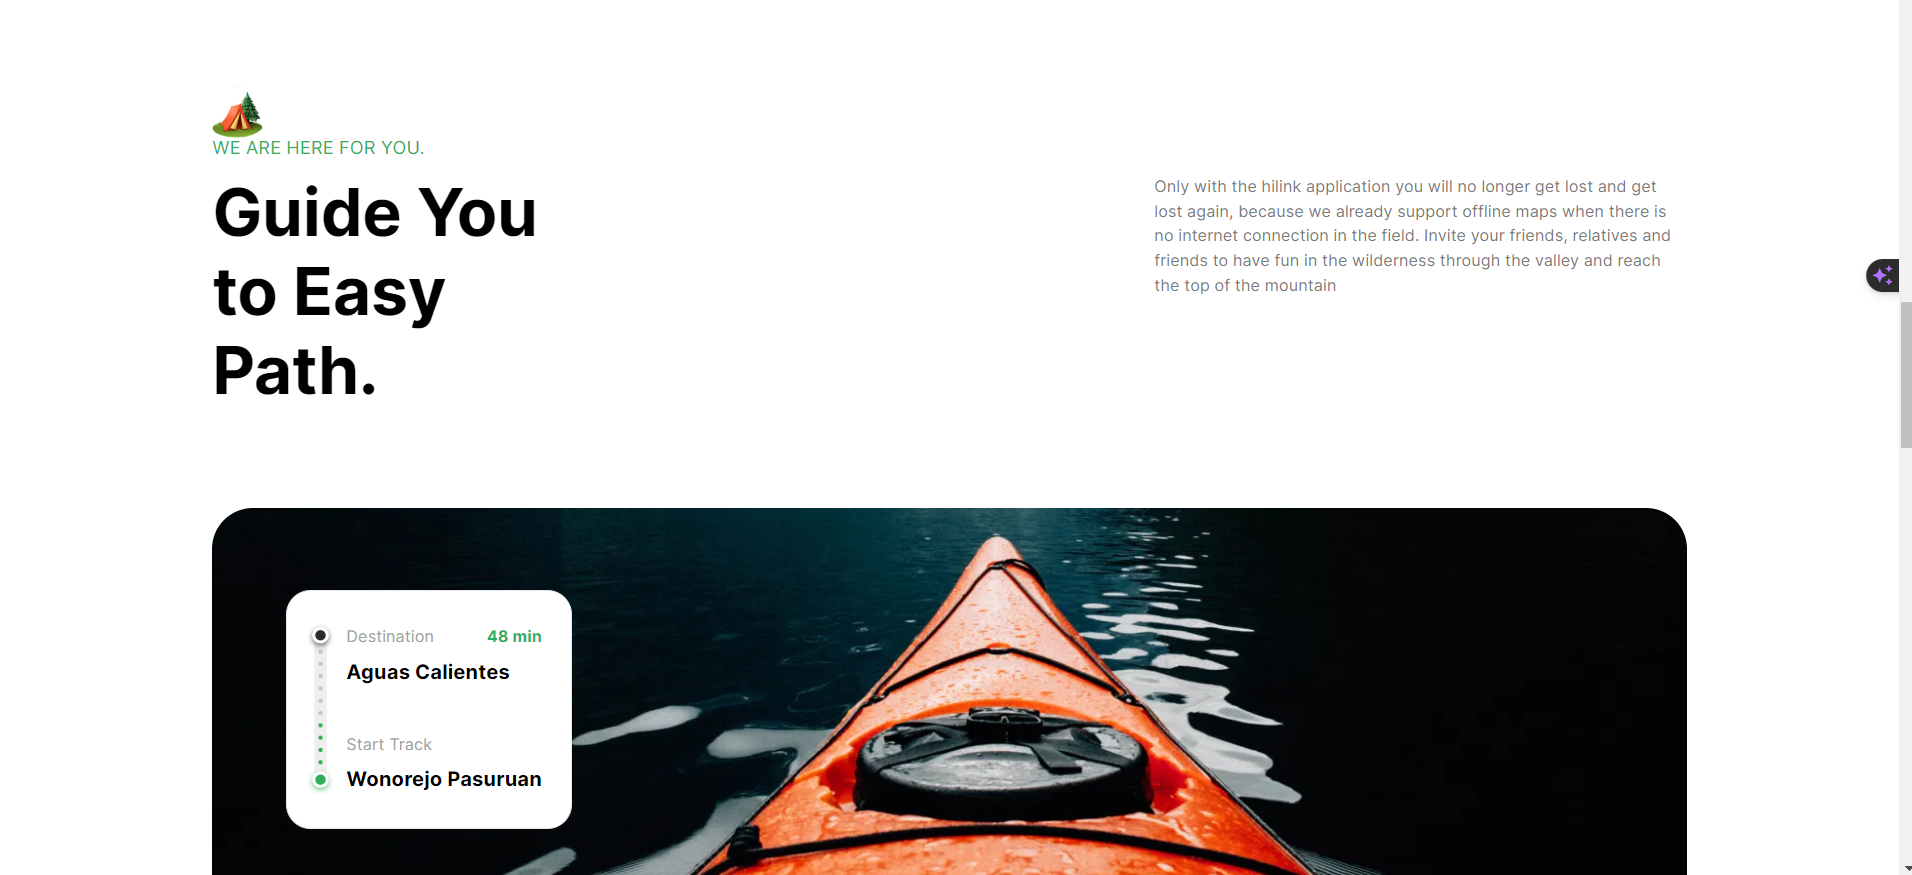 WE ARE HERE FOR YOU.
Guide You
to Easy
Path.
Only with the hilink application you will no longer get lost and get
lost again, because we already support offline maps when there is
no internet connection in the field. Invite your friends, relatives and
friends to have fun in the wilderness through the valley and reach
the top of the mountain
Destination 48 min
Aguas Calientes
Start Track
Wonorejo Pasuruan